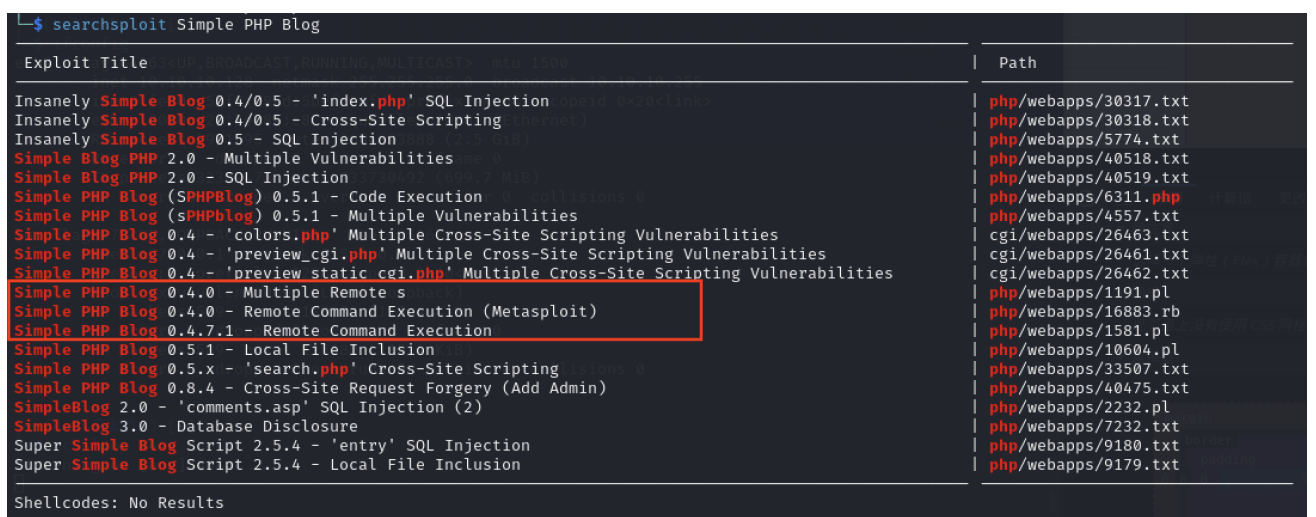 └─$ searchsploit Simple PHP Blog
Exploit Title | Path
Insanely Simple Blog 0.4/0.5 - 'index.php' SQL Injection | php/webapps/30317.txt
Insanely Simple Blog 0.4/0.5 - Cross-Site Scripting | php/webapps/30318.txt
Insanely Simple Blog 0.5 - SQL Injection | php/webapps/5774.txt
Simple Blog PHP 2.0 - Multiple Vulnerabilities | php/webapps/40518.txt
Simple Blog PHP 2.0 - SQL Injection | php/webapps/40519.txt
Simple PHP Blog (SPHPBlog) 0.5.1 - Code Execution | php/webapps/6311.php
Simple PHP Blog (sPHPblog) 0.5.1 - Multiple Vulnerabilities | php/webapps/4557.txt
Simple PHP Blog 0.4 - 'colors.php' Multiple Cross-Site Scripting Vulnerabilities | cgi/webapps/26463.txt
Simple PHP Blog 0.4 - 'preview_cgi.php' Multiple Cross-Site Scripting Vulnerabilities | cgi/webapps/26461.txt
Simple PHP Blog 0.4 - 'preview_static_cgi.php' Multiple Cross-Site Scripting Vulnerabilities | cgi/webapps/26462.txt
Simple PHP Blog 0.4.0 - Multiple Remote s | php/webapps/1191.pl
Simple PHP Blog 0.4.0 - Remote Command Execution (Metasploit) | php/webapps/16883.rb
Simple PHP Blog 0.4.7.1 - Remote Command Execution | php/webapps/1581.pl
Simple PHP Blog 0.5.1 - Local File Inclusion | php/webapps/10604.pl
Simple PHP Blog 0.5.x - 'search.php' Cross-Site Scripting | php/webapps/33507.txt
Simple PHP Blog 0.8.4 - Cross-Site Request Forgery (Add Admin) | php/webapps/40475.txt
SimpleBlog 2.0 - 'comments.asp' SQL Injection (2) | php/webapps/2232.pl
SimpleBlog 3.0 - Database Disclosure | php/webapps/7232.txt
Super Simple Blog Script 2.5.4 - 'entry' SQL Injection | php/webapps/9180.txt
Super Simple Blog Script 2.5.4 - Local File Inclusion | php/webapps/9179.txt
Shellcodes: No Results